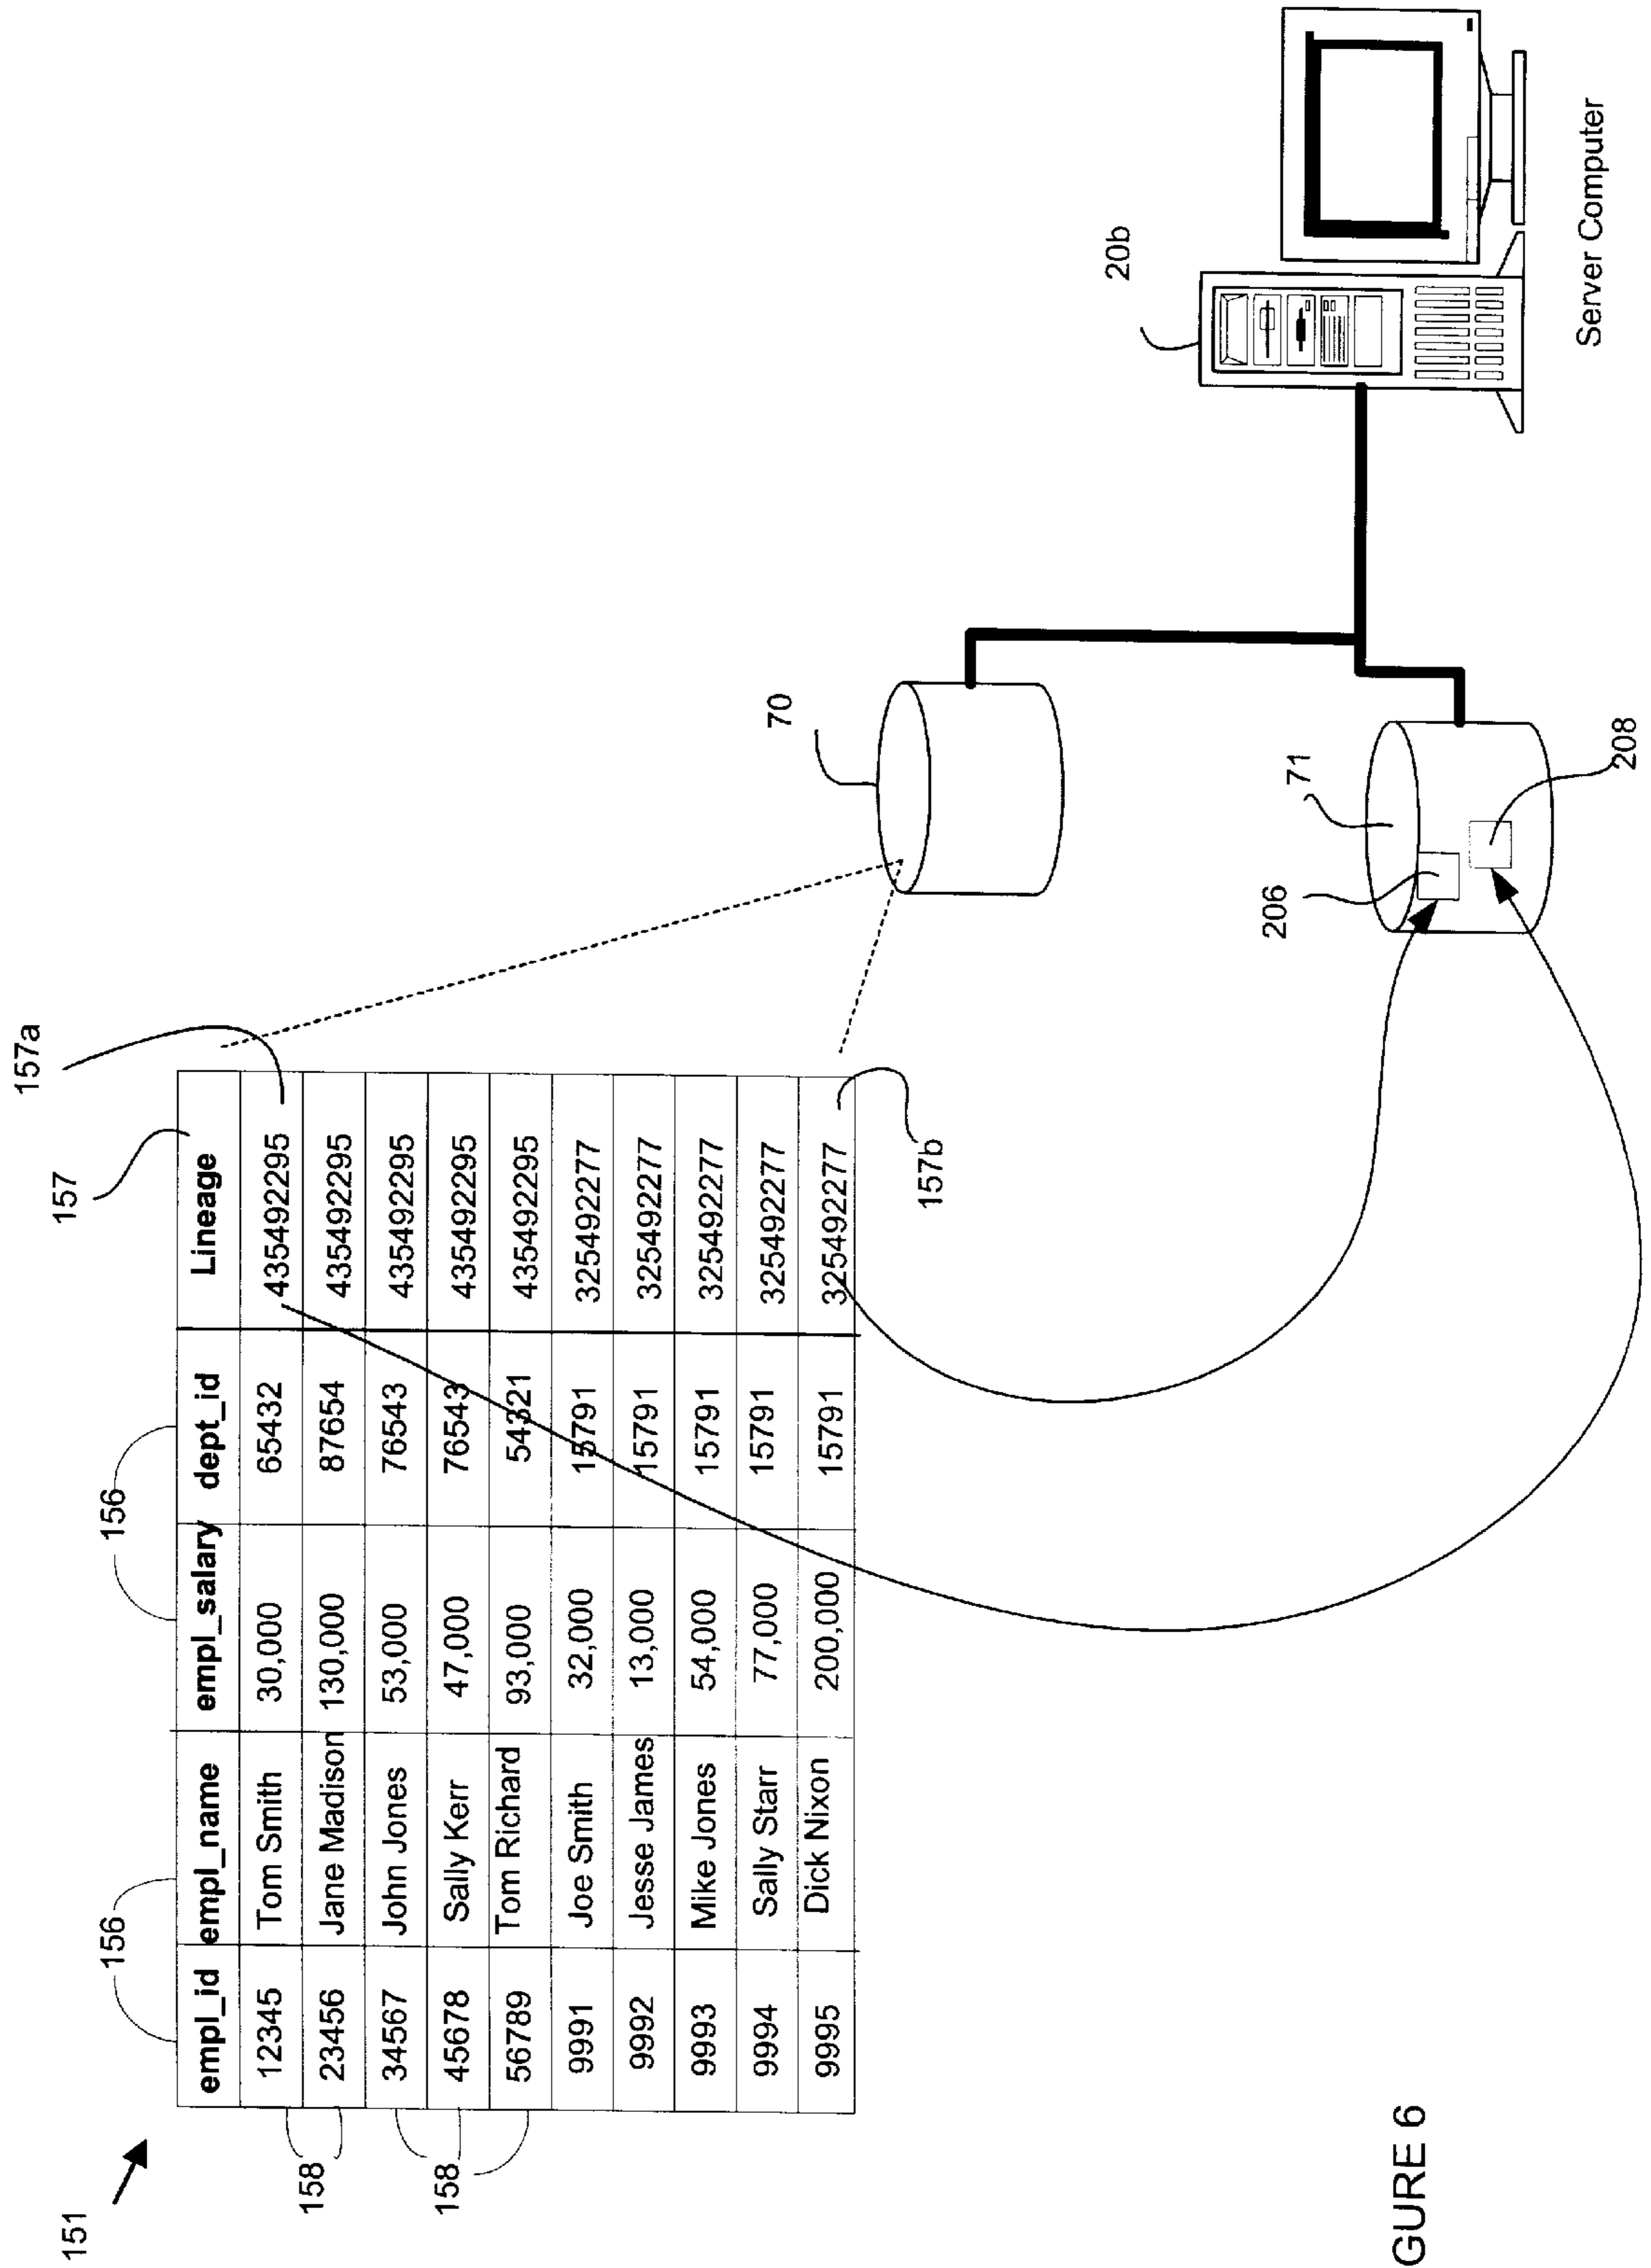 151
156
156
157
157a
empl_id empl_name empl_salary dept_id Lineage
12345 Tom Smith 30,000 65432 435492295
23456 Jane Madison 130,000 87654 435492295
34567 John Jones 53,000 76543 435492295
45678 Sally Kerr 47,000 76543 435492295
56789 Tom Richard 93,000 54321 435492295
9991 Joe Smith 32,000 15791 325492277
9992 Jesse James 13,000 15791 325492277
9993 Mike Jones 54,000 15791 325492277
9994 Sally Starr 77,000 15791 325492277
9995 Dick Nixon 200,000 15791 325492277
158
158
157b
70
20b
206
71
208
Server Computer
GURE 6